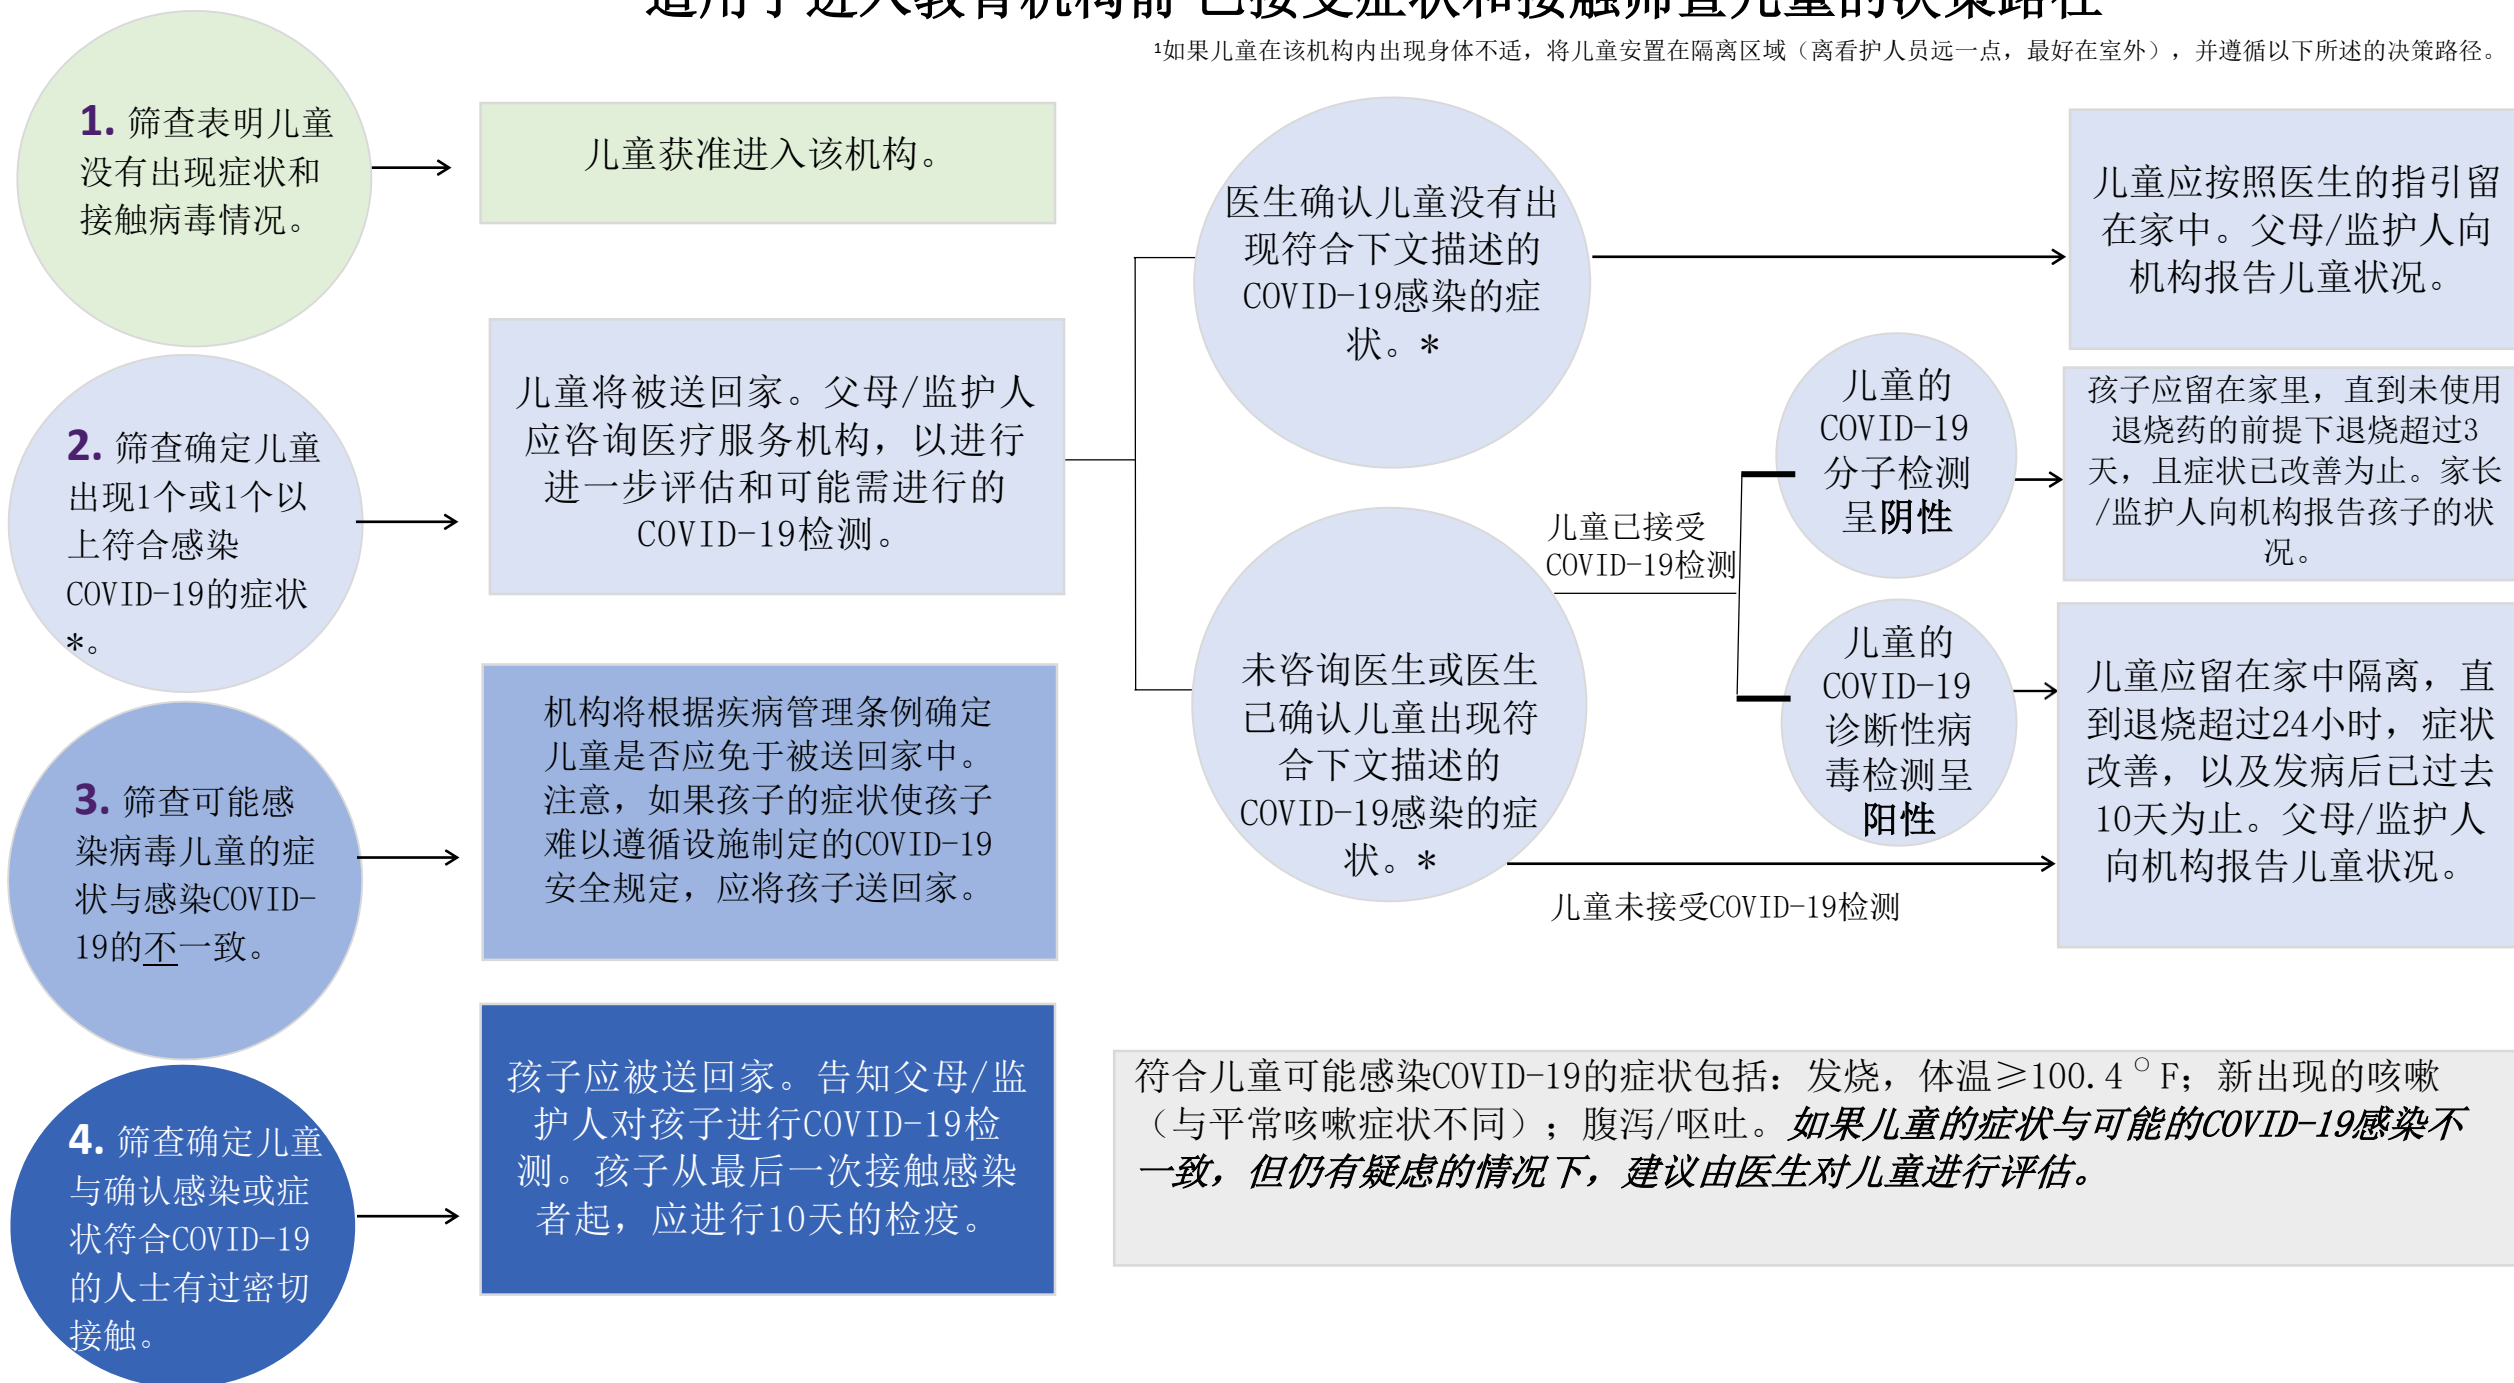 适用于进入教育机构前¹已接受症状和接触筛查儿童的决策路径
¹如果儿童在该机构内出现身体不适，将儿童安置在隔离区域（离看护人员远一点，最好在室外），并遵循以下所述的决策路径。
1. 筛查表明儿童
没有出现症状和
接触病毒情况。
儿童获准进入该机构。
2. 筛查确定儿童
出现1个或1个以
上符合感染
COVID-19的症状
*。
儿童将被送回家。父母/监护人
应咨询医疗服务机构，以进行
进一步评估和可能需进行的
COVID-19检测。
医生确认儿童没有出
现符合下文描述的
COVID-19感染的症
状。*
儿童应按照医生的指引留
在家中。父母/监护人向
机构报告儿童状况。
未咨询医生或医生
已确认儿童出现符
合下文描述的
COVID-19感染的症
状。*
儿童已接受
COVID-19检测
儿童的
COVID-19
分子检测
呈阴性
孩子应留在家里，直到未使用
退烧药的前提下退烧超过3
天，且症状已改善为止。家长
/监护人向机构报告孩子的状
况。
儿童的
COVID-19
诊断性病
毒检测呈
阳性
儿童应留在家中隔离，直
到退烧超过24小时，症状
改善，以及发病后已过去
10天为止。父母/监护人
向机构报告儿童状况。
儿童未接受COVID-19检测
3. 筛查可能感
染病毒儿童的症
状与感染COVID-
19的不一致。
机构将根据疾病管理条例确定
儿童是否应免于被送回家中。
注意，如果孩子的症状使孩子
难以遵循设施制定的COVID-19
安全规定，应将孩子送回家。
4. 筛查确定儿童
与确认感染或症
状符合COVID-19
的人士有过密切
接触。
孩子应被送回家。告知父母/监
护人对孩子进行COVID-19检
测。孩子从最后一次接触感染
者起，应进行10天的检疫。
符合儿童可能感染COVID-19的症状包括：发烧，体温≥100.4°F；新出现的咳嗽
（与平常咳嗽症状不同）；腹泻/呕吐。如果儿童的症状与可能的COVID-19感染不
一致，但仍有疑虑的情况下，建议由医生对儿童进行评估。